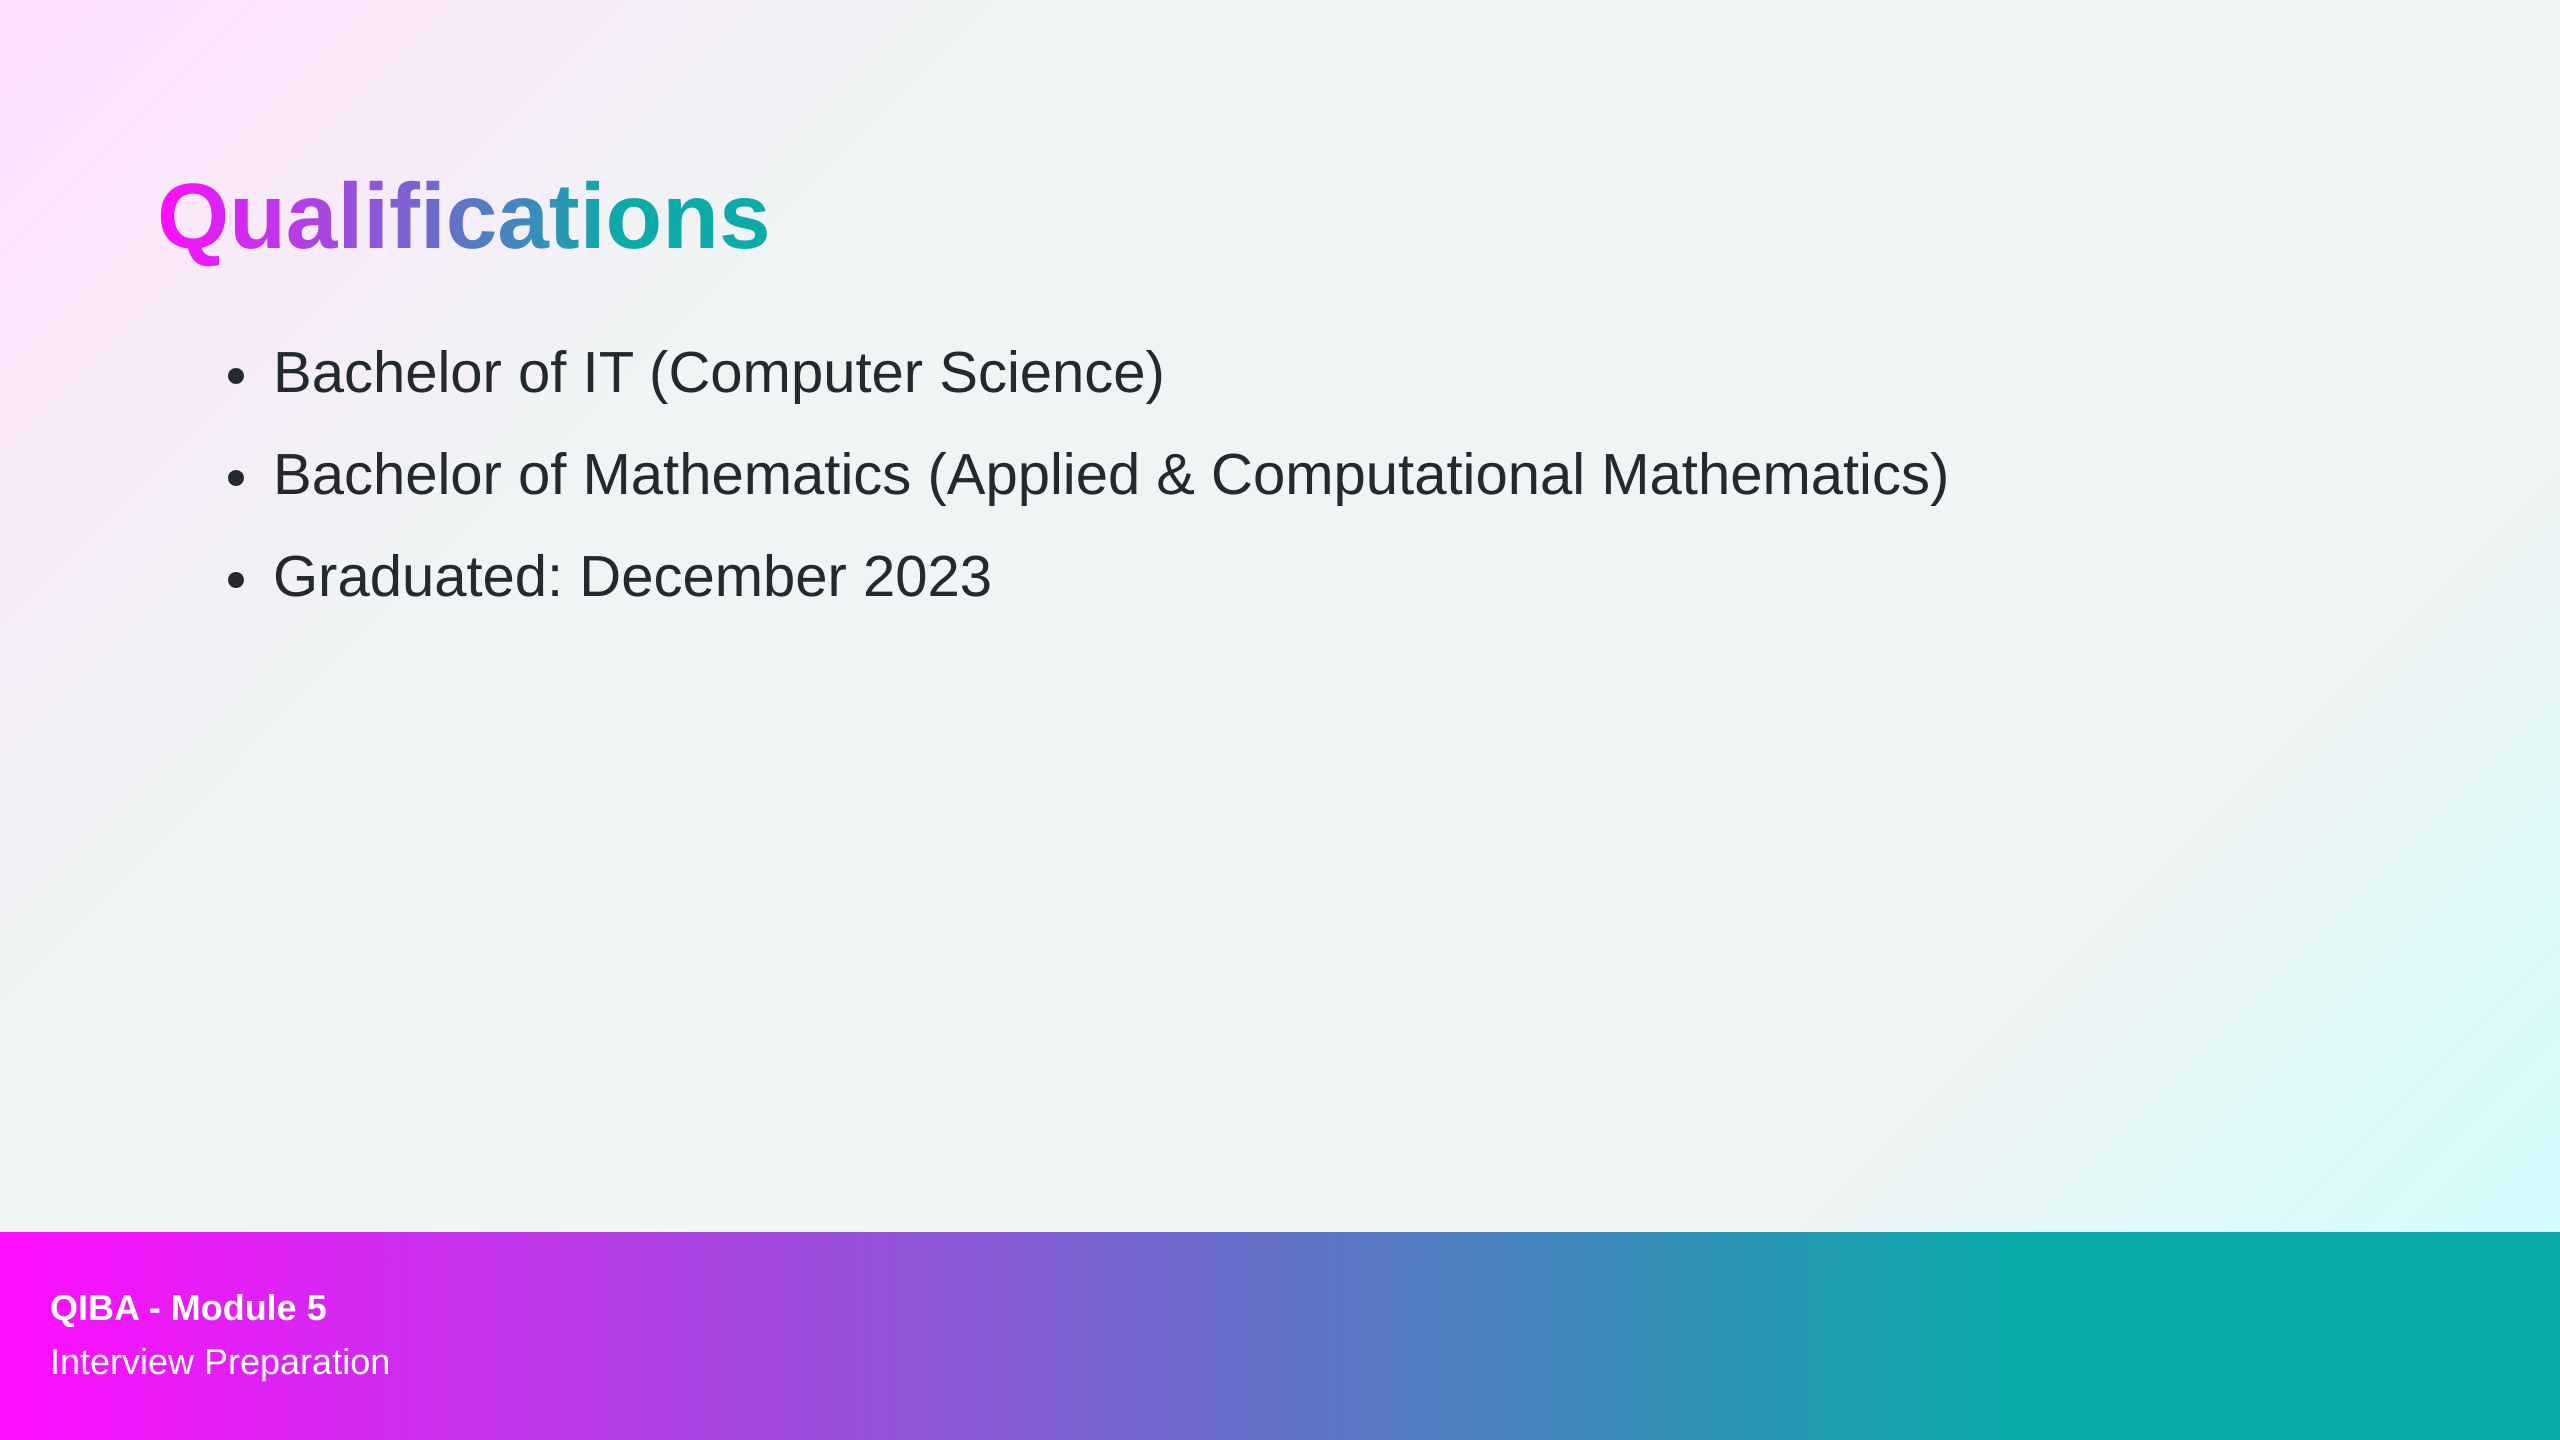 Qualifications
• Bachelor of IT (Computer Science)
• Bachelor of Mathematics (Applied & Computational Mathematics)
• Graduated: December 2023
QIBA - Module 5
Interview Preparation